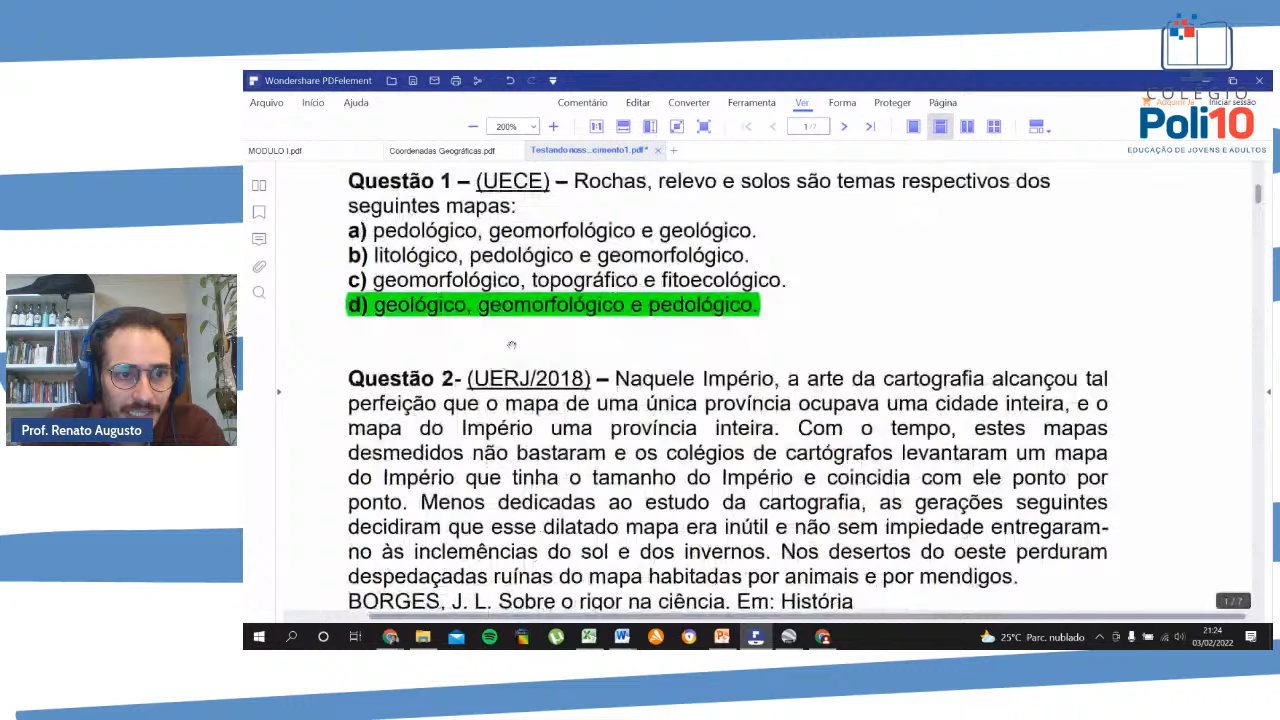 Wondershare PDFelement
COLÉGIO
Poli10
EDUCAÇÃO DE JOVENS E ADULTOS
Arquivo Início Ajuda Comentário Editar Converter Ferramenta Ver Forma Proteger Página Iniciar sessão
200% 1/7
MODULO I.pdf Coordenadas Geográficas.pdf Testando noss...cimento1.pdf*
Questão 1 – (UECE) – Rochas, relevo e solos são temas respectivos dos
seguintes mapas:
a) pedológico, geomorfológico e geológico.
b) litológico, pedológico e geomorfológico.
c) geomorfológico, topográfico e fitoecológico.
d) geológico, geomorfológico e pedológico.
Questão 2- (UERJ/2018) – Naquele Império, a arte da cartografia alcançou tal
perfeição que o mapa de uma única província ocupava uma cidade inteira, e o
mapa do Império uma província inteira. Com o tempo, estes mapas
desmedidos não bastaram e os colégios de cartógrafos levantaram um mapa
do Império que tinha o tamanho do Império e coincidia com ele ponto por
ponto. Menos dedicadas ao estudo da cartografia, as gerações seguintes
decidiram que esse dilatado mapa era inútil e não sem impiedade entregaram-
no às inclemências do sol e dos invernos. Nos desertos do oeste perduram
despedaçadas ruínas do mapa habitadas por animais e por mendigos.
BORGES, J. L. Sobre o rigor na ciência. Em: História
1/7
Prof. Renato Augusto
25°C Parc. nublado
21:24
03/02/2022